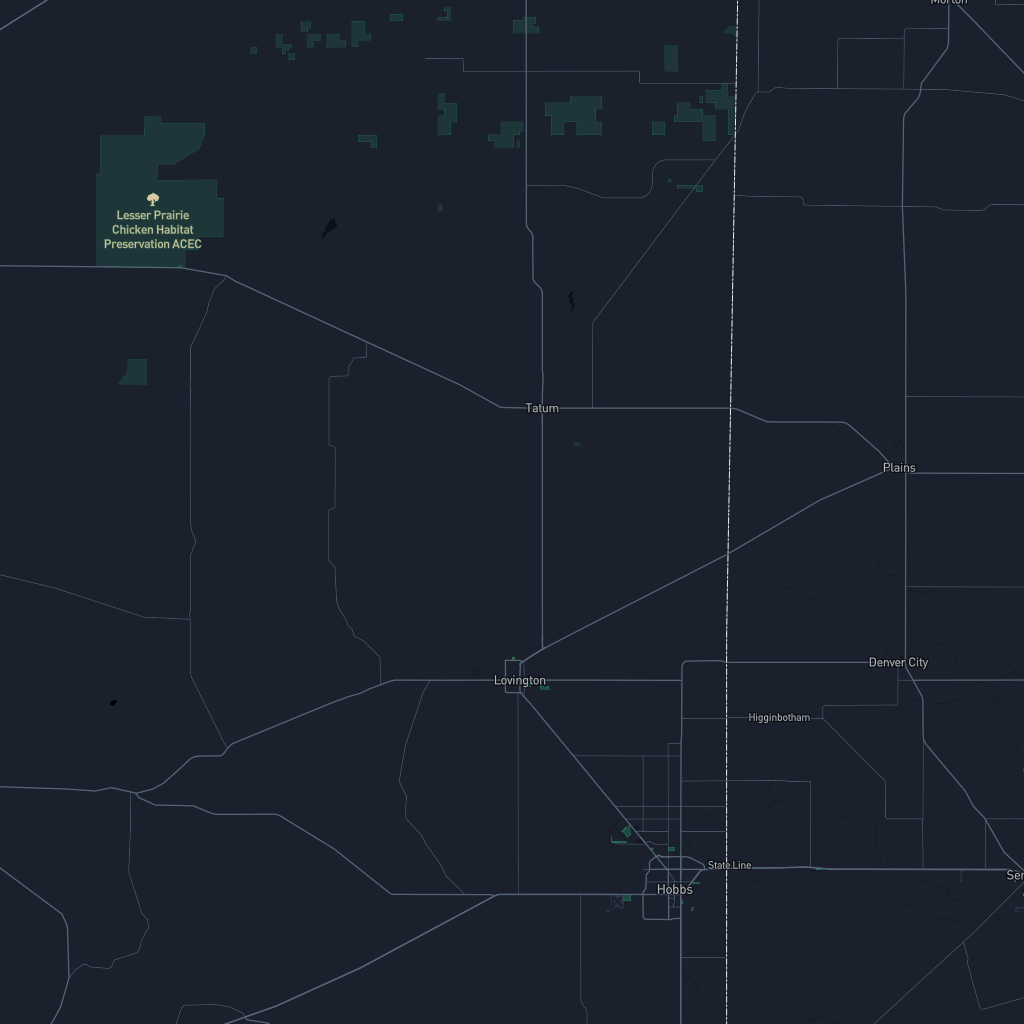 Morton
Lesser Prairie
Chicken Habitat
Preservation ACEC
Tatum
Plains
Denver City
Lovington
Higginbotham
State Line
Hobbs